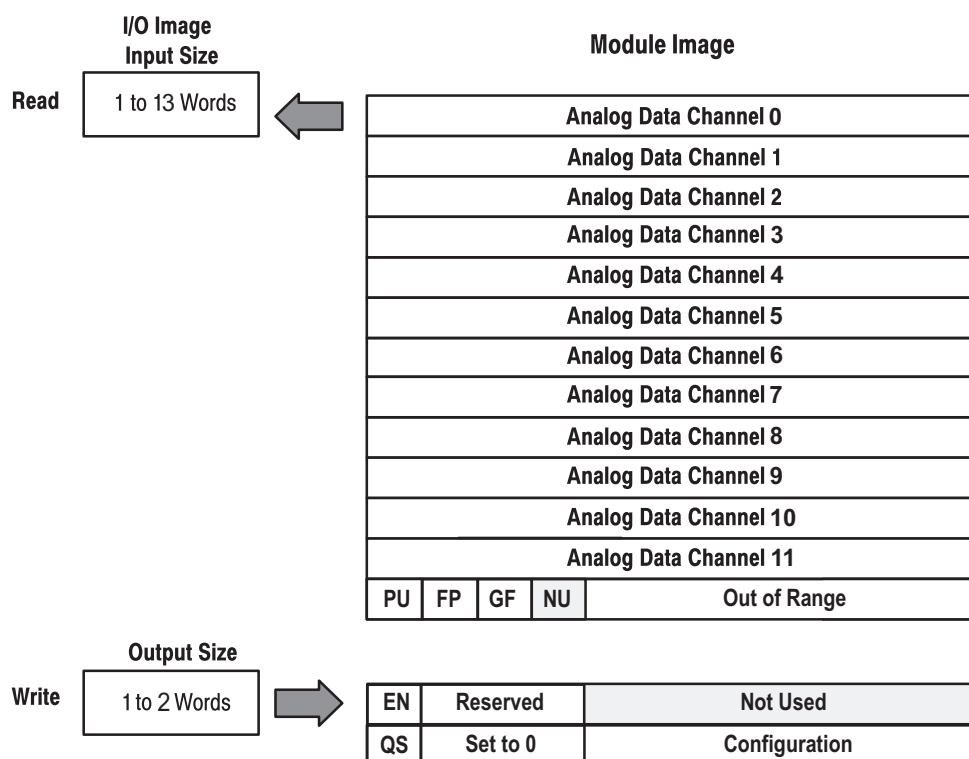 I/O Image
Input Size
Module Image
Read
1 to 13 Words
Analog Data Channel 0
Analog Data Channel 1
Analog Data Channel 2
Analog Data Channel 3
Analog Data Channel 4
Analog Data Channel 5
Analog Data Channel 6
Analog Data Channel 7
Analog Data Channel 8
Analog Data Channel 9
Analog Data Channel 10
Analog Data Channel 11
PU FP GF NU Out of Range
Output Size
Write
1 to 2 Words
EN Reserved Not Used
QS Set to 0 Configuration